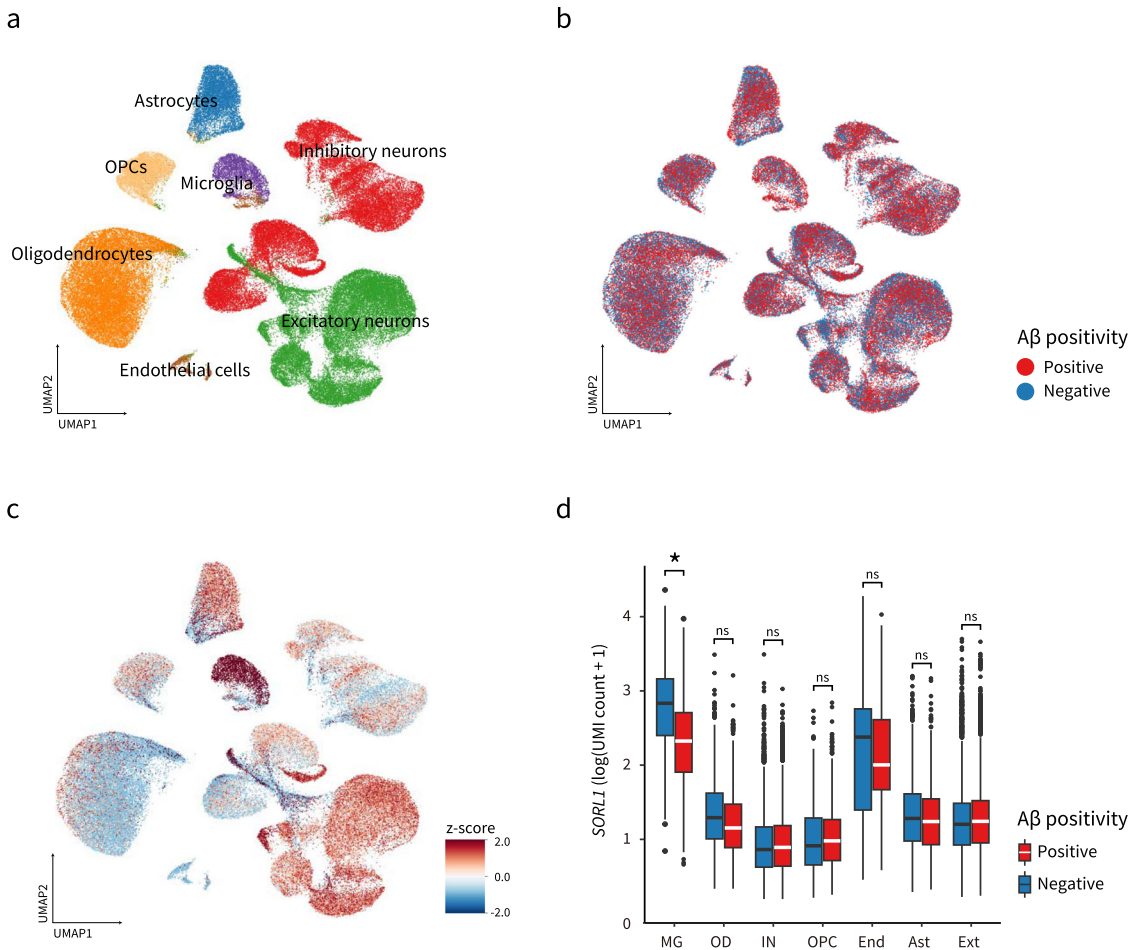 a
Astrocytes
OPCs
Microglia
Inhibitory neurons
Oligodendrocytes
Excitatory neurons
Endothelial cells
UMAP2
UMAP1
b
Aβ positivity
Positive
Negative
UMAP2
UMAP1
c
z-score
2.0
0.0
-2.0
UMAP2
UMAP1
d
SORL1 (log(UMI count + 1)
4
3
2
1
0
*
ns
ns
ns
ns
ns
ns
MG
OD
IN
OPC
End
Ast
Ext
Aβ positivity
Positive
Negative